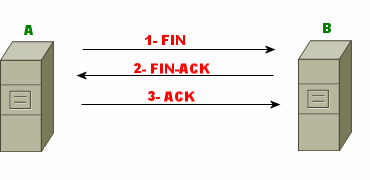 A
B
1- FIN
2- FIN-ACK
3- ACK